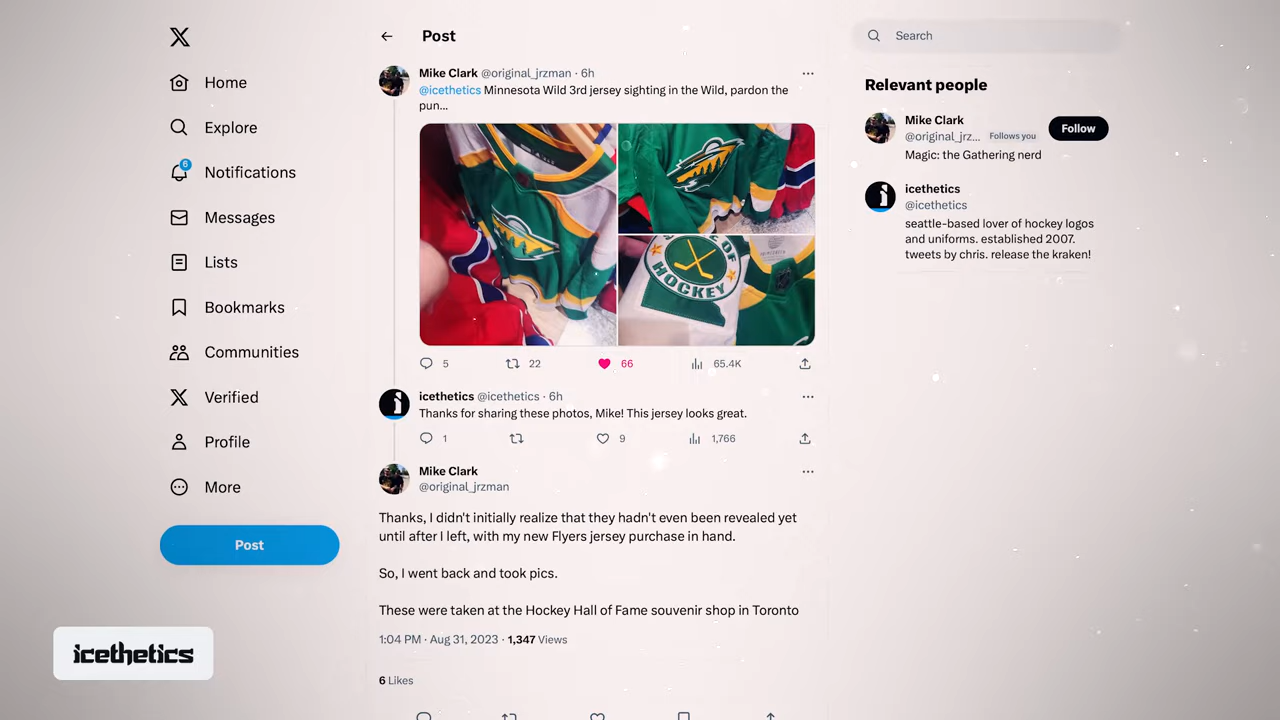 Home
Explore
6
Notifications
Messages
Lists
Bookmarks
Communities
Verified
Profile
More
Post
icethetics
Post
Mike Clark @original_jrzman · 6h
@icethetics Minnesota Wild 3rd jersey sighting in the Wild, pardon the
pun...
OF
HOCKEY
5 22 66 65.4K
icethetics @icethetics · 6h
Thanks for sharing these photos, Mike! This jersey looks great.
1 9 1,766
Mike Clark
@original_jrzman
Thanks, I didn't initially realize that they hadn't even been revealed yet
until after I left, with my new Flyers jersey purchase in hand.
So, I went back and took pics.
These were taken at the Hockey Hall of Fame souvenir shop in Toronto
1:04 PM · Aug 31, 2023 · 1,347 Views
6 Likes
Search
Relevant people
Mike Clark
@original_jrz... Follows you
Follow
Magic: the Gathering nerd
icethetics
@icethetics
seattle-based lover of hockey logos
and uniforms. established 2007.
tweets by chris. release the kraken!